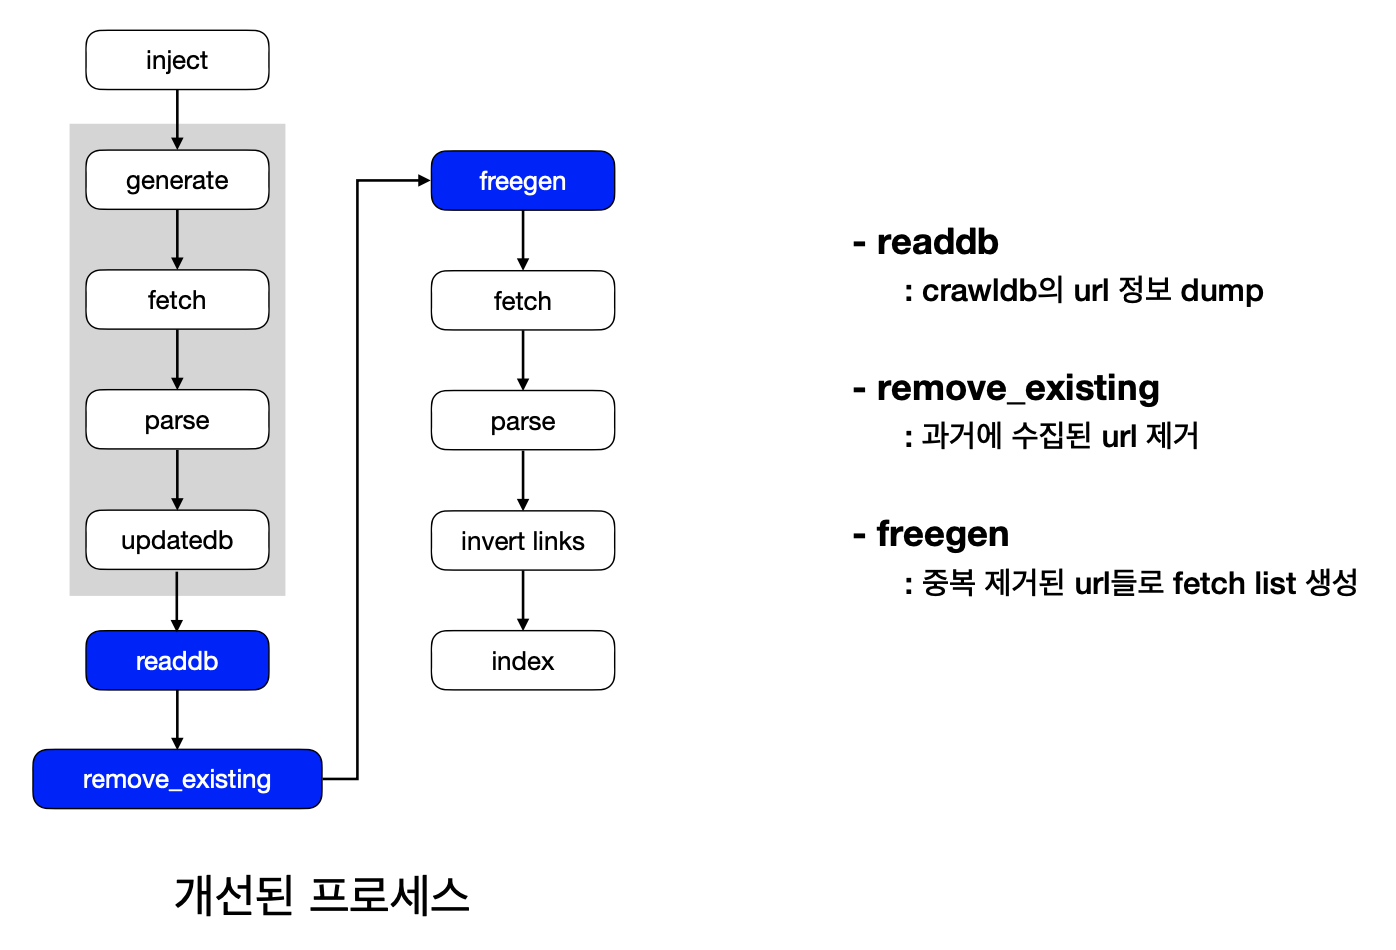 inject
generate
fetch
parse
updatedb
readdb
remove_existing
freegen
fetch
parse
invert links
index
- readdb
: crawldb의 url 정보 dump
- remove_existing
: 과거에 수집된 url 제거
- freegen
: 중복 제거된 url들로 fetch list 생성
개선된 프로세스